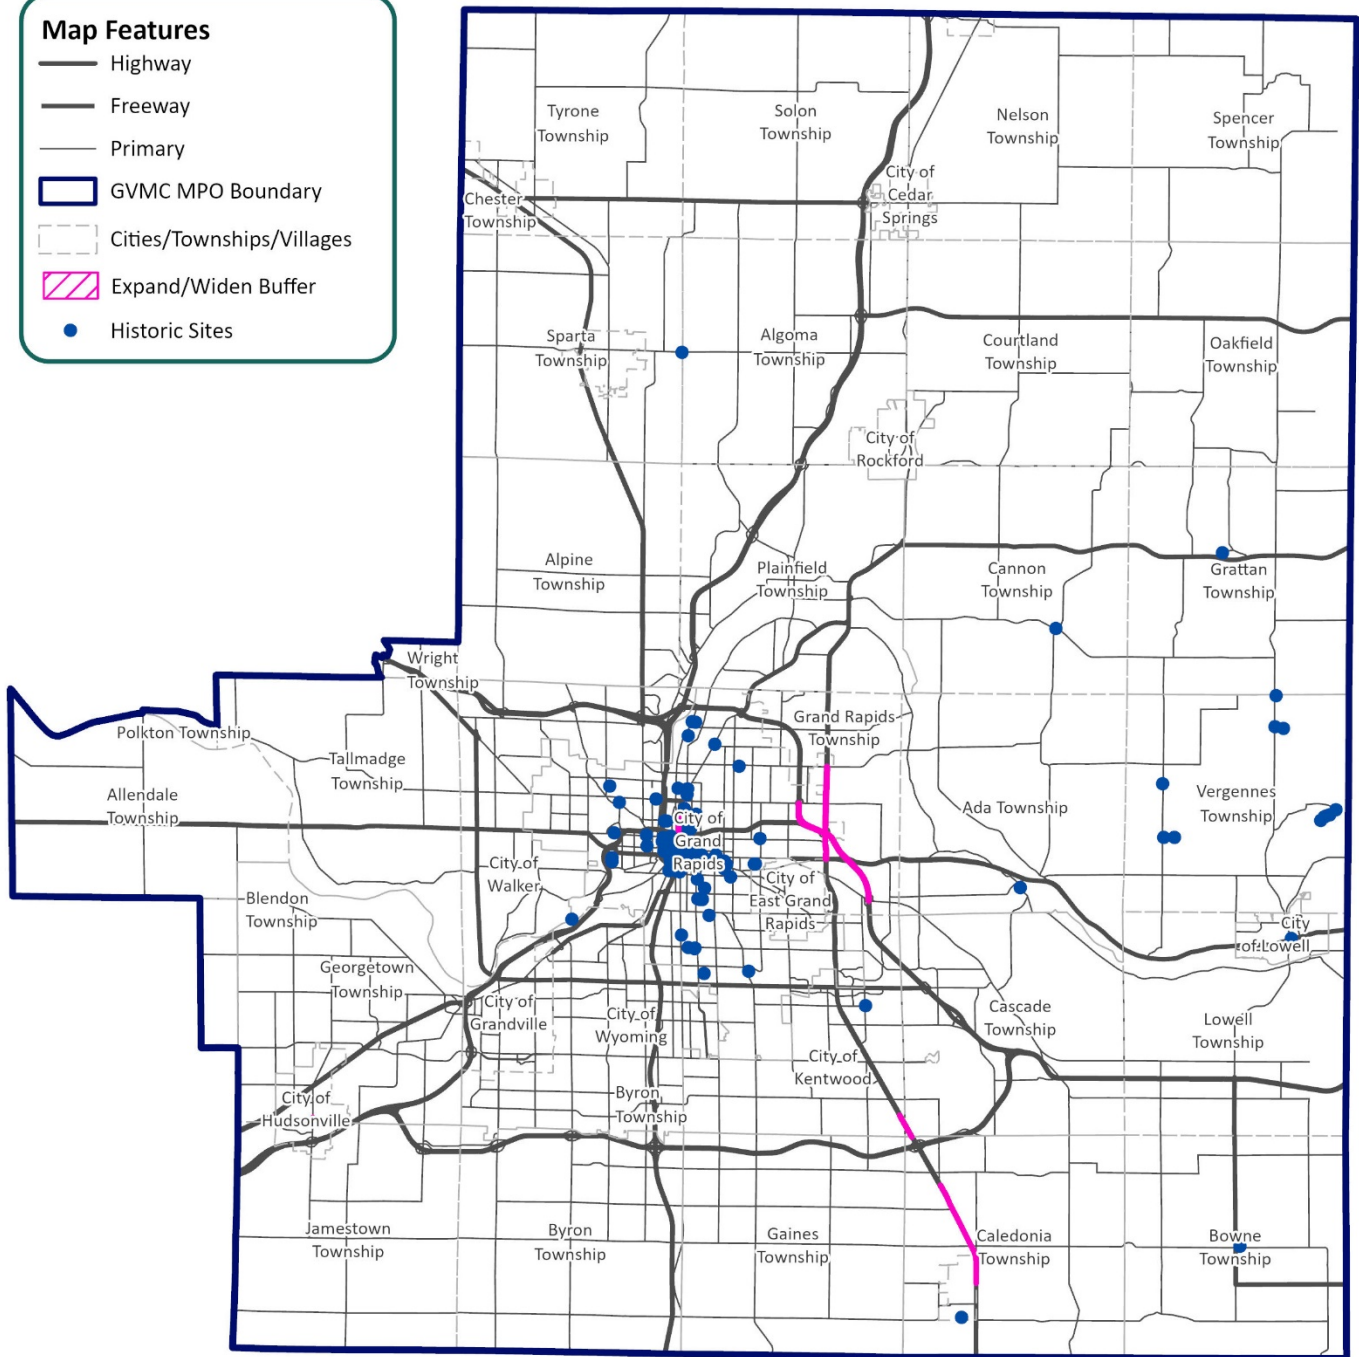 Map Features
Highway
Freeway
Primary
GVMC MPO Boundary
Cities/Townships/Villages
Expand/Widen Buffer
Historic Sites
Tyrone
Township
Solon
Township
Nelson
Township
Spencer
Township
Chester
Township
City of
Cedar
Springs
Sparta
Township
Algoma
Township
Courtland
Township
Oakfield
Township
City of
Rockford
Alpine
Township
Plainfield
Township
Cannon
Township
Grattan
Township
Wright
Township
Polkton Township
Tallmadge
Township
Grand Rapids
Township
Allendale
Township
City of
Grand
Rapids
Ada Township
Vergennes
Township
City of
Walker
City of
East Grand
Rapids
Blendon
Township
City
of Lowell
Georgetown
Township
City of
Grandville
City of
Wyoming
Cascade
Township
Lowell
Township
City of
Kentwood
City of
Hudsonville
Byron
Township
Jamestown
Township
Byron
Township
Gaines
Township
Caledonia
Township
Bowne
Township